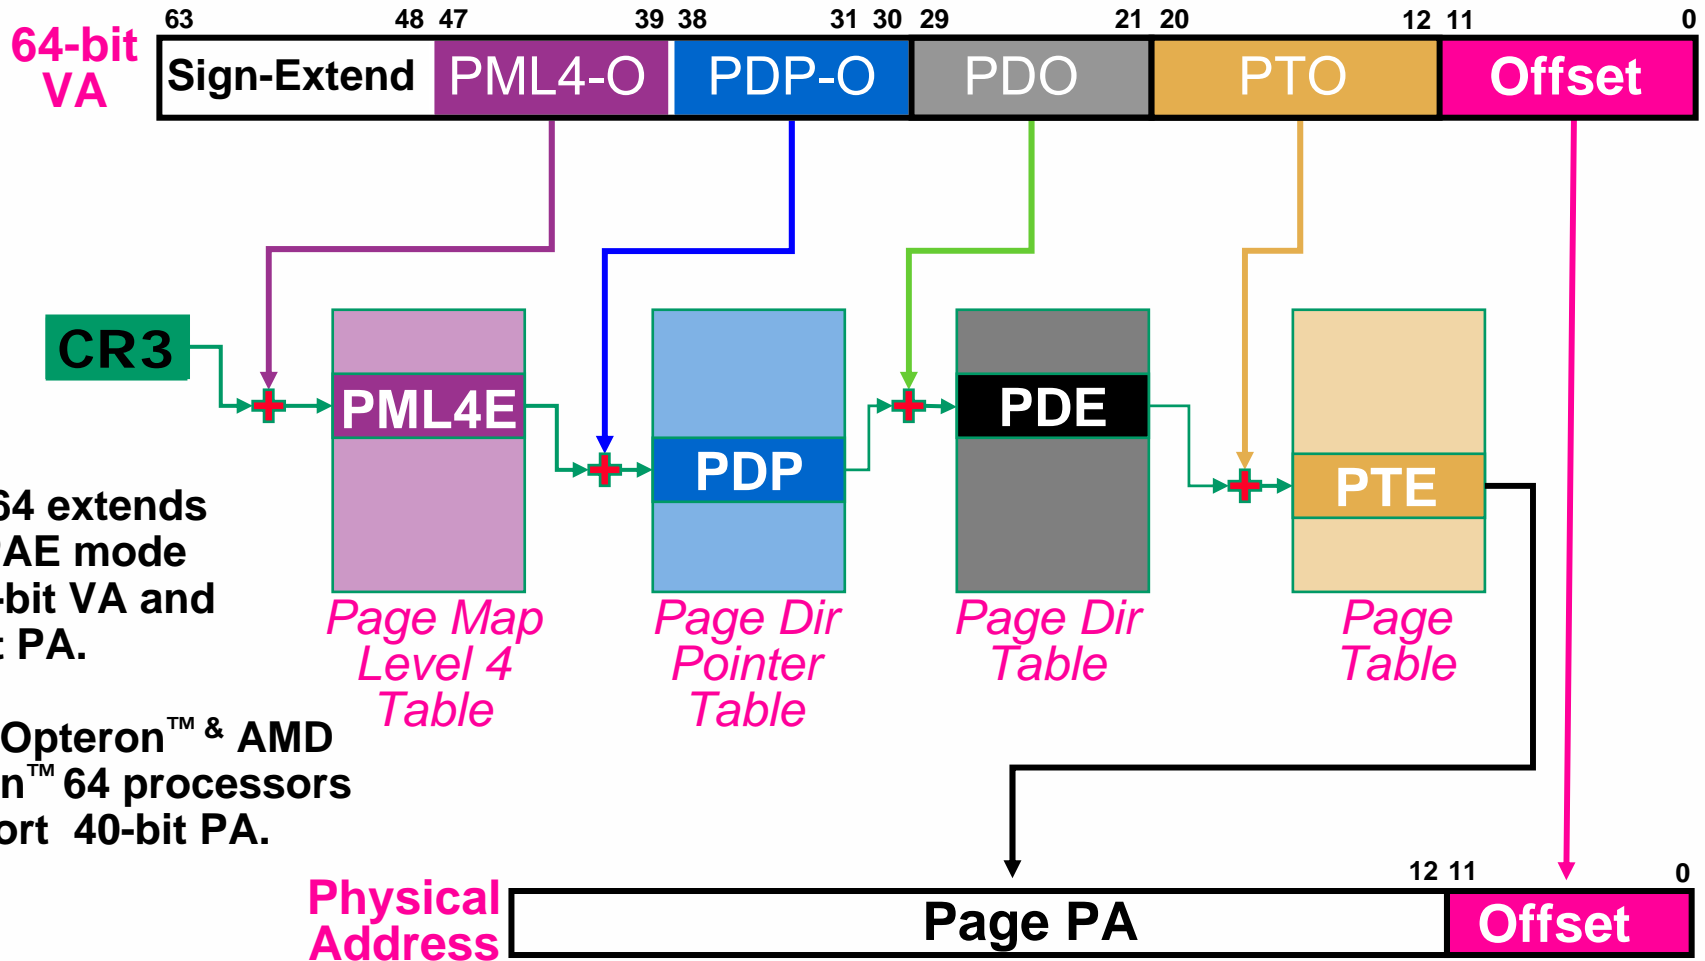 63 48 47 39 38 31 30 29 21 20 12 11 0
64-bit
VA
Sign-Extend PML4-O PDP-O PDO PTO Offset
CR3
PML4E
PDP
PDE
PTE
Page Map
Level 4
Table
Page Dir
Pointer
Table
Page Dir
Table
Page
Table
64 extends
PAE mode
-bit VA and
t PA.
Opteron™ & AMD
n™ 64 processors
ort 40-bit PA.
12 11 0
Physical
Address
Page PA Offset